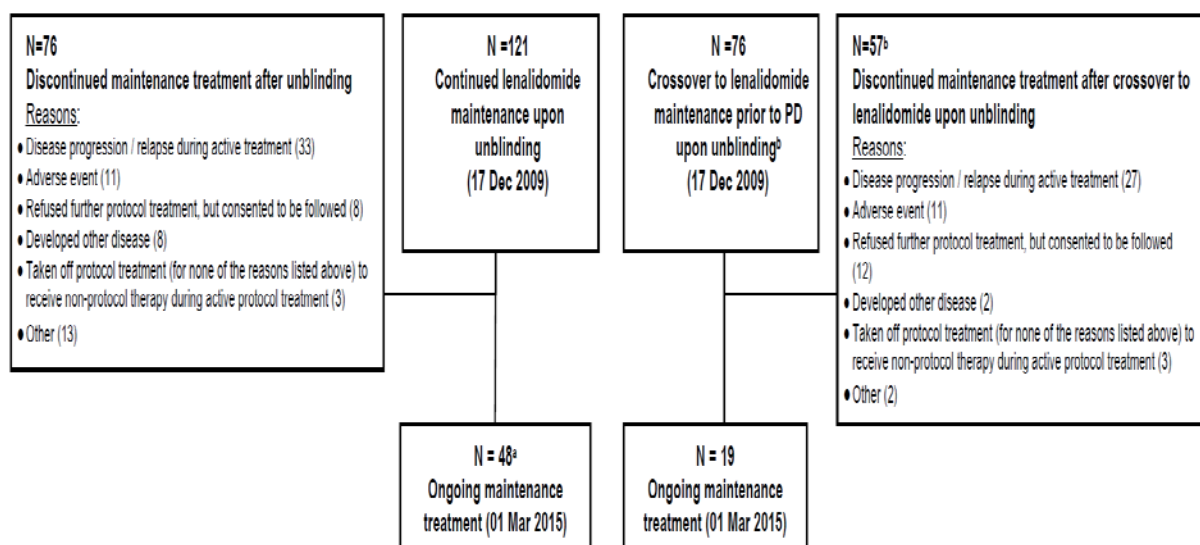 N=76
Discontinued maintenance treatment after unblinding
Reasons:
• Disease progression / relapse during active treatment (33)
• Adverse event (11)
• Refused further protocol treatment, but consented to be followed (8)
• Developed other disease (8)
• Taken off protocol treatment (for none of the reasons listed above) to
receive non-protocol therapy during active protocol treatment (3)
• Other (13)
N =121
Continued lenalidomide
maintenance upon
unblinding
(17 Dec 2009)
N =76
Crossover to lenalidomide
maintenance prior to PD
upon unblindingᵇ
(17 Dec 2009)
N=57ᵇ
Discontinued maintenance treatment after crossover to
lenalidomide upon unblinding
Reasons:
• Disease progression / relapse during active treatment (27)
• Adverse event (11)
• Refused further protocol treatment, but consented to be followed
(12)
• Developed other disease (2)
• Taken off protocol treatment (for none of the reasons listed above) to
receive non-protocol therapy during active protocol treatment (3)
• Other (2)
N = 48ᵃ
Ongoing maintenance
treatment (01 Mar 2015)
N = 19
Ongoing maintenance
treatment (01 Mar 2015)